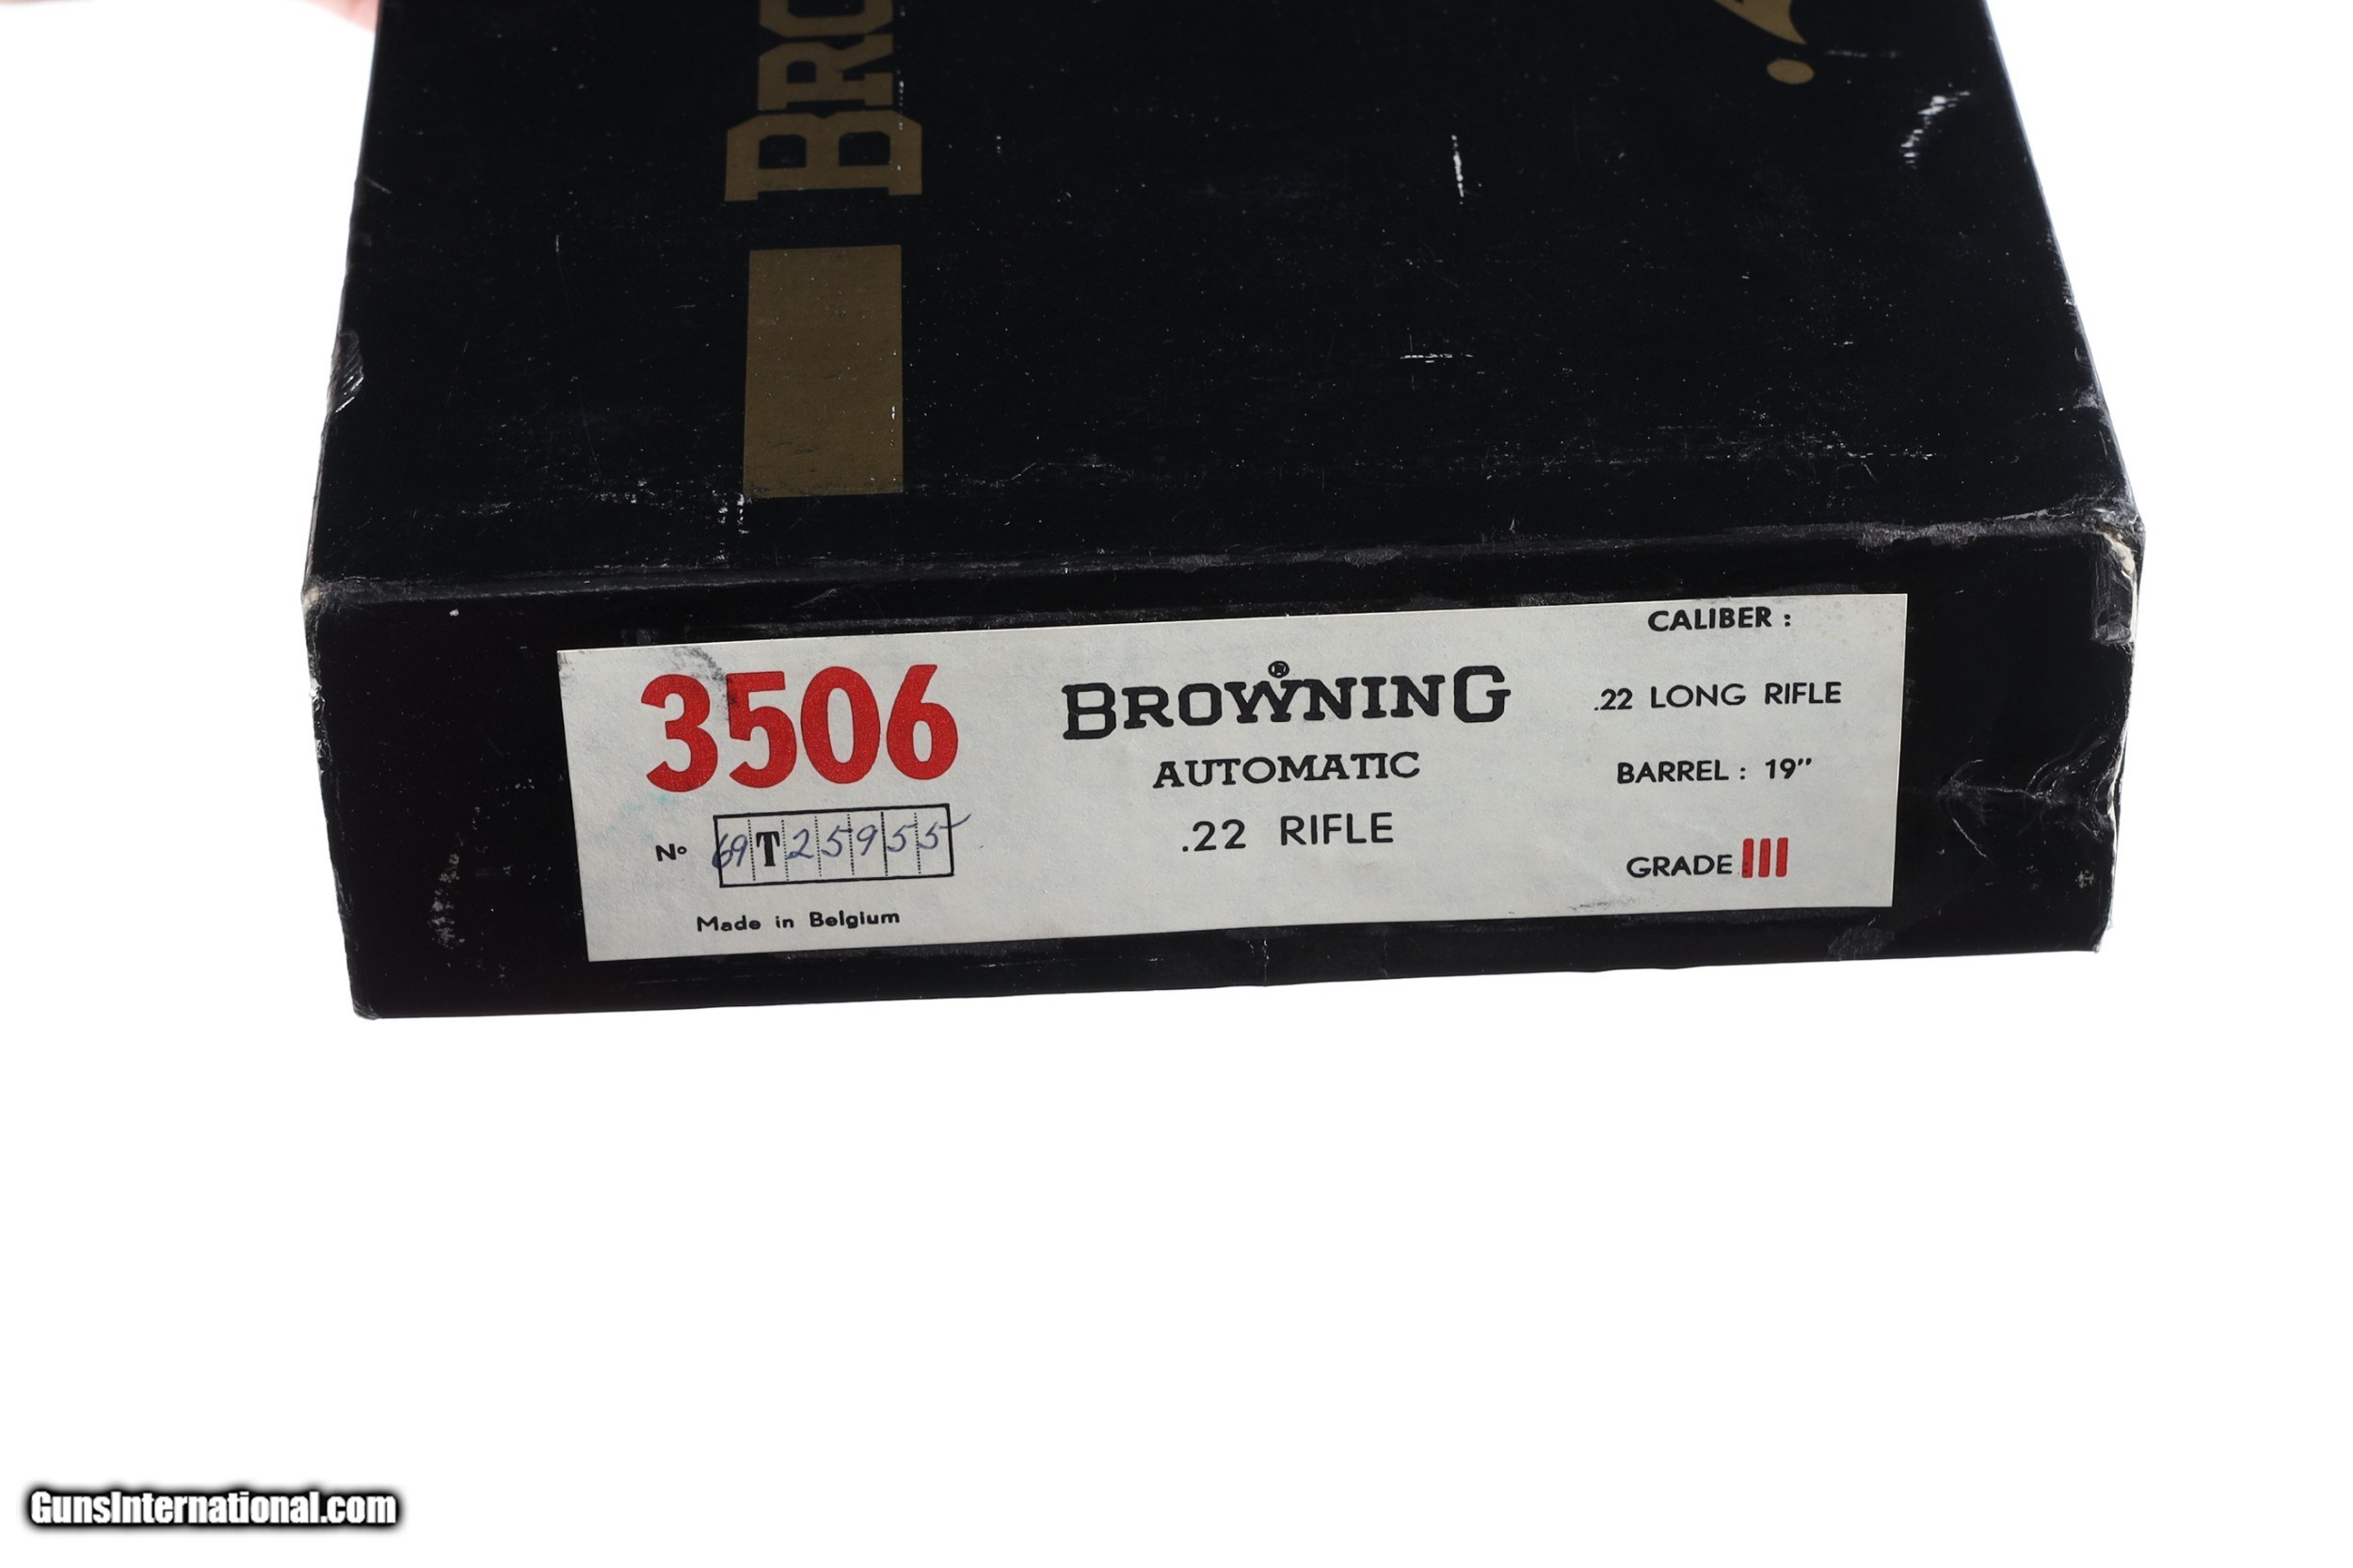 BRO
3506
BROWNING®
AUTOMATIC
.22 RIFLE
CALIBER :
.22 LONG RIFLE
BARREL : 19"
GRADE III
Nº 69T25955
Made in Belgium
GunsInternational.com